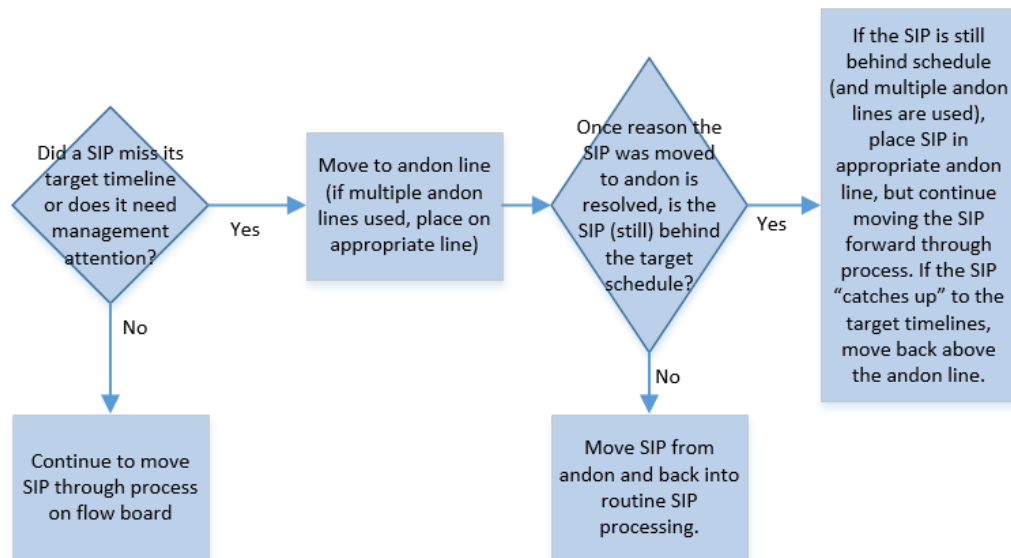 Did a SIP miss its
target timeline
or does it need
management
attention?
Yes
No
Continue to move
SIP through process
on flow board
Move to andon line
(if multiple andon
lines used, place on
appropriate line)
Once reason the
SIP was moved
to andon is
resolved, is the
SIP (still) behind
the target
schedule?
Yes
No
Move SIP from
andon and back into
routine SIP
processing.
If the SIP is still
behind schedule
(and multiple andon
lines are used),
place SIP in
appropriate andon
line, but continue
moving the SIP
forward through
process. If the SIP
“catches up” to the
target timelines,
move back above
the andon line.